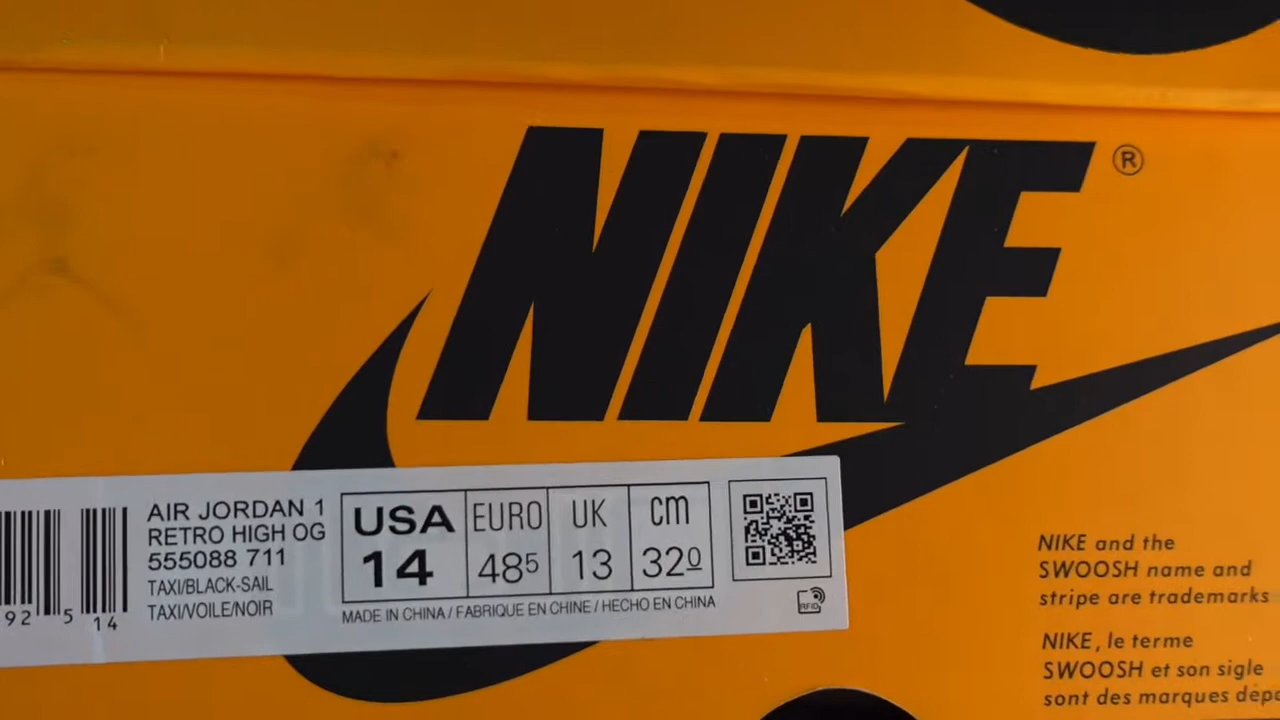 NIKE®
AIR JORDAN 1
RETRO HIGH OG
555088 711
TAXI/BLACK-SAIL
TAXI/VOILE/NOIR
92 5 14
USA EURO UK cm
14 485 13 320
MADE IN CHINA / FABRIQUE EN CHINE / HECHO EN CHINA
RFID
NIKE and the
SWOOSH name and
stripe are trademarks
NIKE, le terme
SWOOSH et son sigle
sont des marques dépo